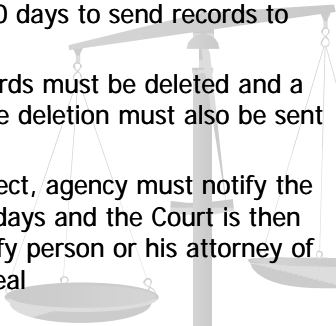 0 days to send records to
rds must be deleted and a
e deletion must also be sent
ect, agency must notify the
days and the Court is then
fy person or his attorney of
eal